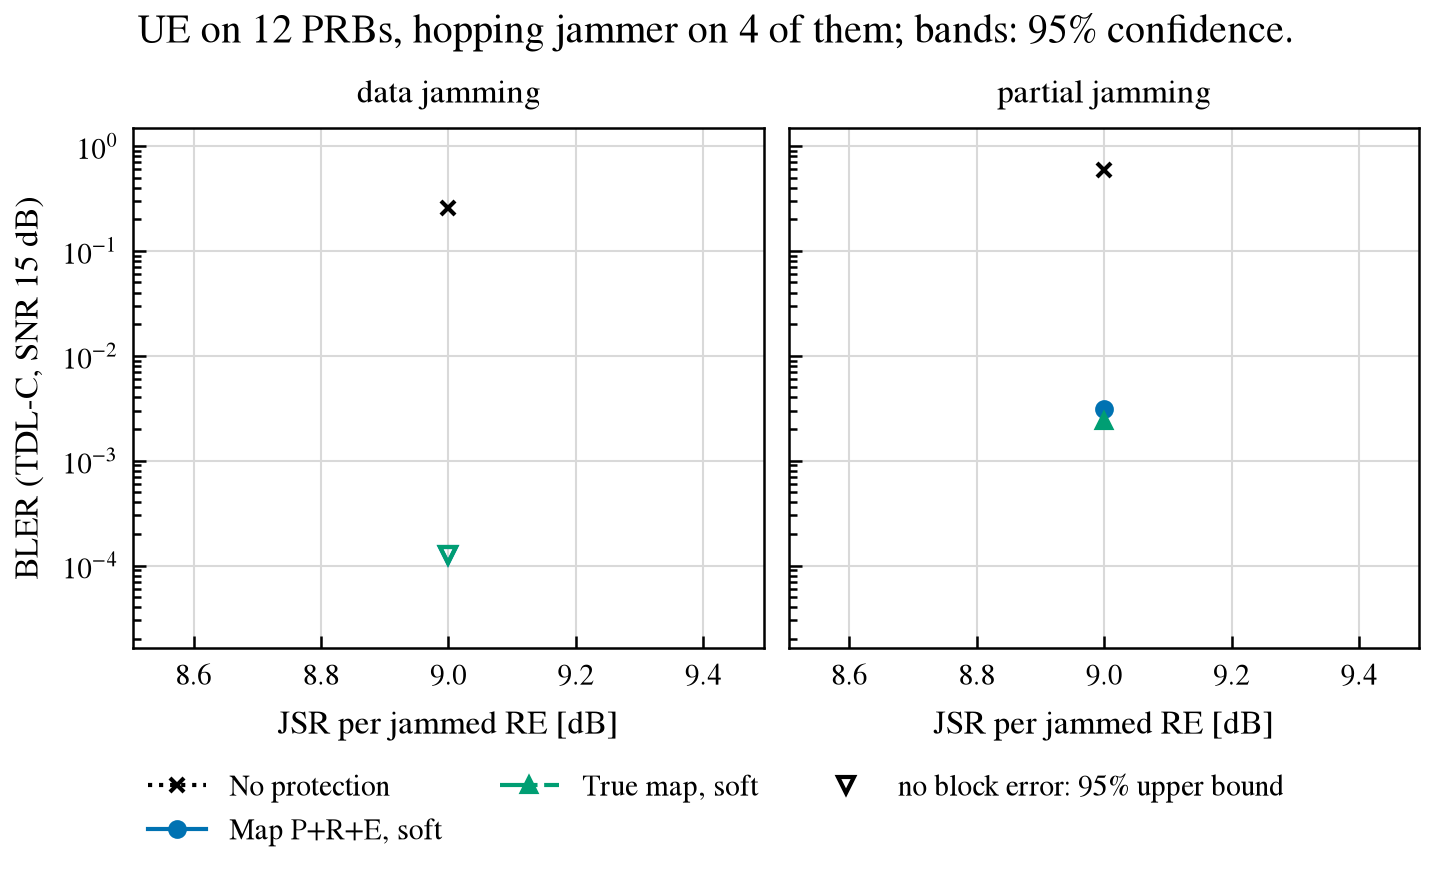 UE on 12 PRBs, hopping jammer on 4 of them; bands: 95% confidence.
data jamming
partial jamming
BLER (TDL-C, SNR 15 dB)
10⁰
10⁻¹
10⁻²
10⁻³
10⁻⁴
8.6 8.8 9.0 9.2 9.4
8.6 8.8 9.0 9.2 9.4
JSR per jammed RE [dB]
JSR per jammed RE [dB]
No protection
Map P+R+E, soft
True map, soft
no block error: 95% upper bound